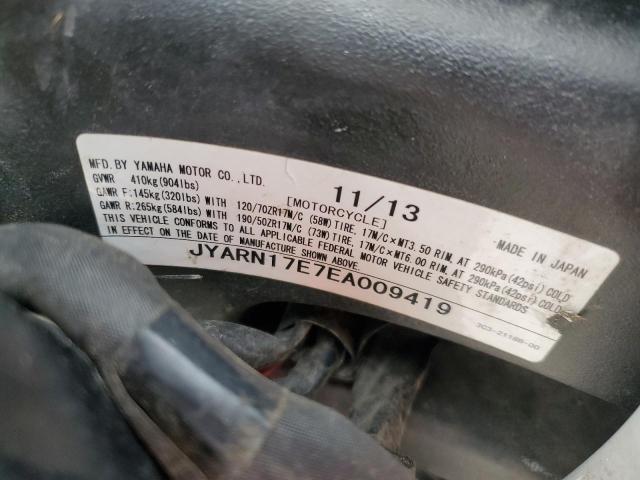 MFD.BY YAMAHA MOTOR CO.,LTD. 11/13
GVWR 410kg(904lbs) [MOTORCYCLE] MADE IN JAPAN
GAWR F:145kg(320lbs)WITH 120/70ZR17M/C (58W) TIRE, 17M/C×MT3.50 RIM, AT 290kPa(42psi) COLD
GAWR R:265kg(584lbs)WITH 190/50ZR17M/C (73W) TIRE, 17M/C×MT6.00 RIM, AT 290kPa(42psi) COLD
THIS VEHICLE CONFORMS TO ALL APPLICABLE FEDERAL MOTOR VEHICLE SAFETY STANDARDS
IN EFFECT ON THE DATE OF MANUFACTURE SHOWN ABOVE.
JYARN17E7EA009419